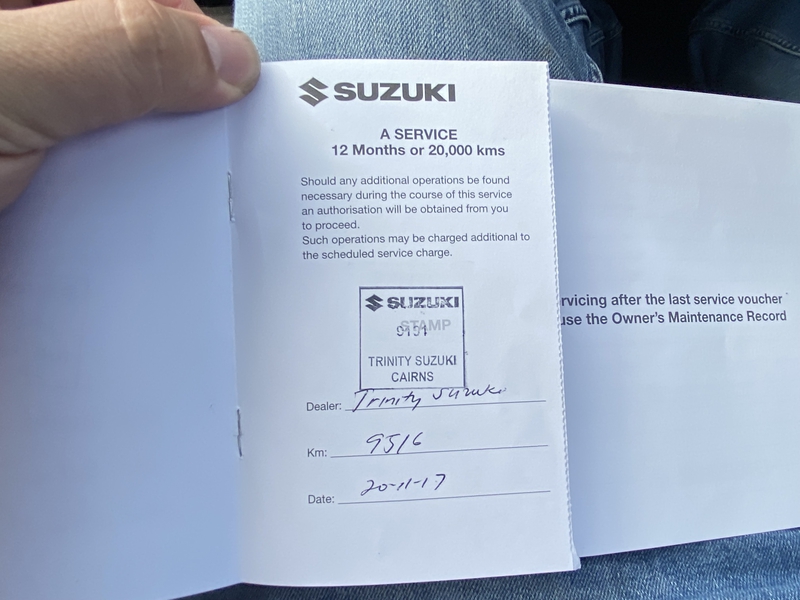 SUZUKI
A SERVICE
12 Months or 20,000 kms
Should any additional operations be found
necessary during the course of this service
an authorisation will be obtained from you
to proceed.
Such operations may be charged additional to
the scheduled service charge.
SUZUKI
STAMP
TRINITY SUZUKI
CAIRNS
Dealer: Trinity Suzuki
Km: 9516
Date: 20-11-17
rvicing after the last service voucher
use the Owner's Maintenance Record